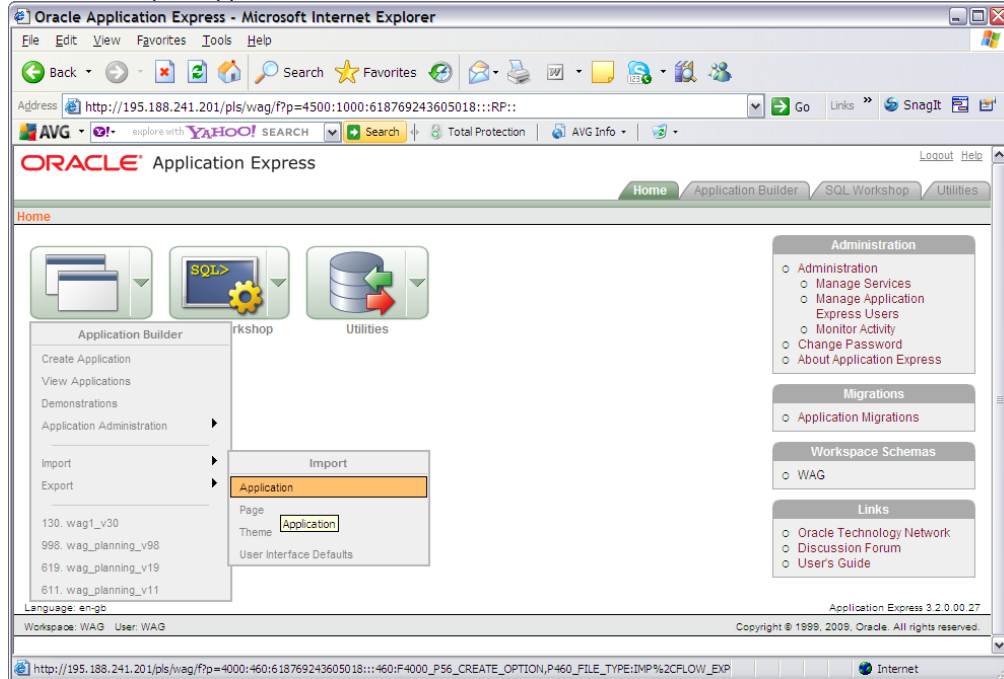 Oracle Application Express - Microsoft Internet Explorer
File Edit View Favorites Tools Help
Back Search Favorites
Address http://195.188.241.201/pls/wag/f?p=4500:1000:618769243605018:::RP:: Go Links » SnagIt
AVG explore with YAHOO! SEARCH Search Total Protection AVG Info
ORACLE Application Express
Logout Help
Home Application Builder SQL Workshop Utilities
Home
SQL>
rkshop Utilities
Application Builder
Create Application
View Applications
Demonstrations
Application Administration
Import
Export
130. wag1_v30
998. wag_planning_v98
619. wag_planning_v19
611. wag_planning_v11
Import
Application
Page
Theme
Application
User Interface Defaults
Administration
Administration
Manage Services
Manage Application
Express Users
Monitor Activity
Change Password
About Application Express
Migrations
Application Migrations
Workspace Schemas
WAG
Links
Oracle Technology Network
Discussion Forum
User's Guide
Language: en-gb Application Express 3.2.0.00.27
Workspace: WAG User: WAG Copyright © 1999, 2009, Oracle. All rights reserved.
http://195.188.241.201/pls/wag/f?p=4000:460:618769243605018:::460:F4000_P56_CREATE_OPTION,P460_FILE_TYPE:IMP%2CFLOW_EXP Internet